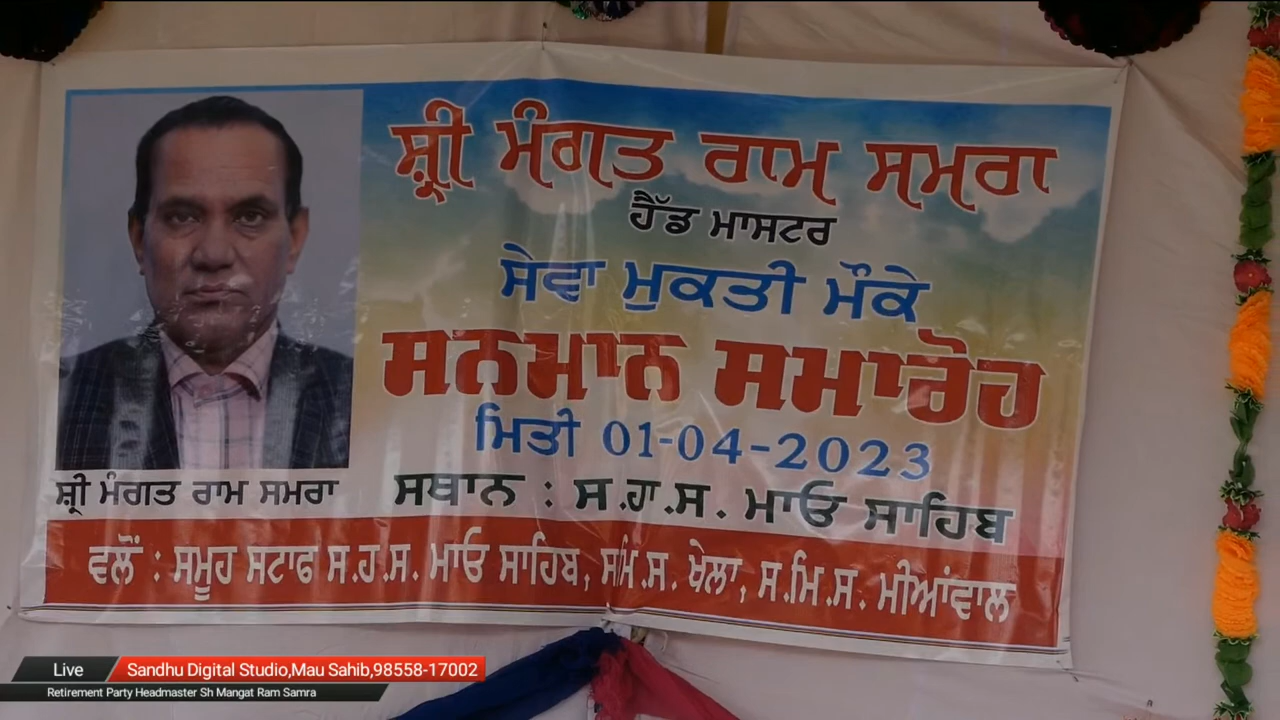 ਸ਼੍ਰੀ ਮੰਗਤ ਰਾਮ ਸਮਰਾ
ਹੈੱਡ ਮਾਸਟਰ
ਸੇਵਾ ਮੁਕਤੀ ਮੌਕੇ
ਸਨਮਾਨ ਸਮਾਰੋਹ
ਮਿਤੀ 01-04-2023
ਸ਼੍ਰੀ ਮੰਗਤ ਰਾਮ ਸਮਰਾ
ਸਥਾਨ : ਸ.ਹਾ.ਸ. ਮਾਓ ਸਾਹਿਬ
ਵਲੋਂ : ਸਮੂਹ ਸਟਾਫ ਸ.ਹ.ਸ. ਮਾਓ ਸਾਹਿਬ, ਸਮਿ.ਸ. ਖੇਲਾ, ਸ.ਮਿ.ਸ. ਮੀਆਂਵਾਲ
Live Sandhu Digital Studio,Mau Sahib,98558-17002
Retirement Party Headmaster Sh Mangat Ram Samra